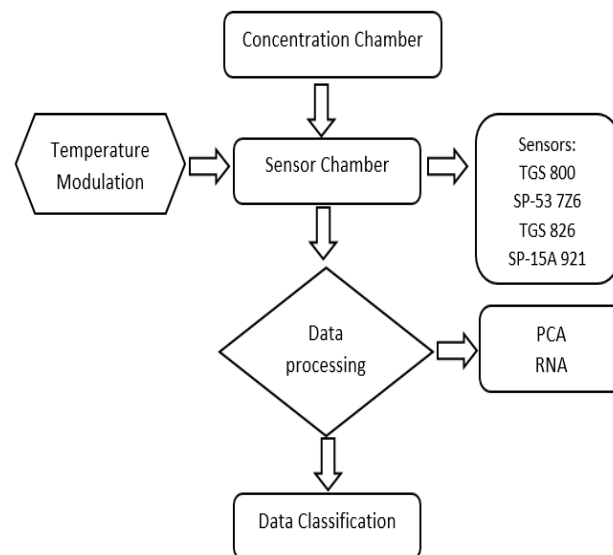 Concentration Chamber
Temperature
Modulation
Sensor Chamber
Sensors:
TGS 800
SP-53 7Z6
TGS 826
SP-15A 921
Data
processing
PCA
RNA
Data Classification